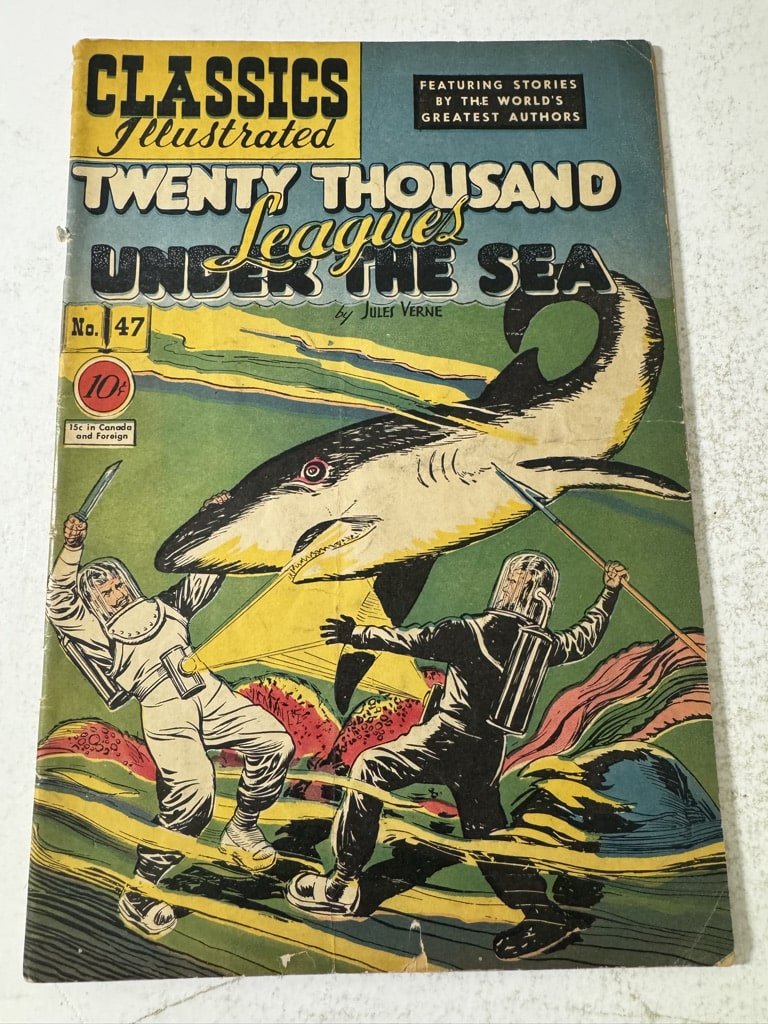 CLASSICS
Illustrated
FEATURING STORIES
BY THE WORLD'S
GREATEST AUTHORS
TWENTY THOUSAND
Leagues
UNDER THE SEA
by JULES VERNE
No. 47
10¢
15c in Canada
and Foreign